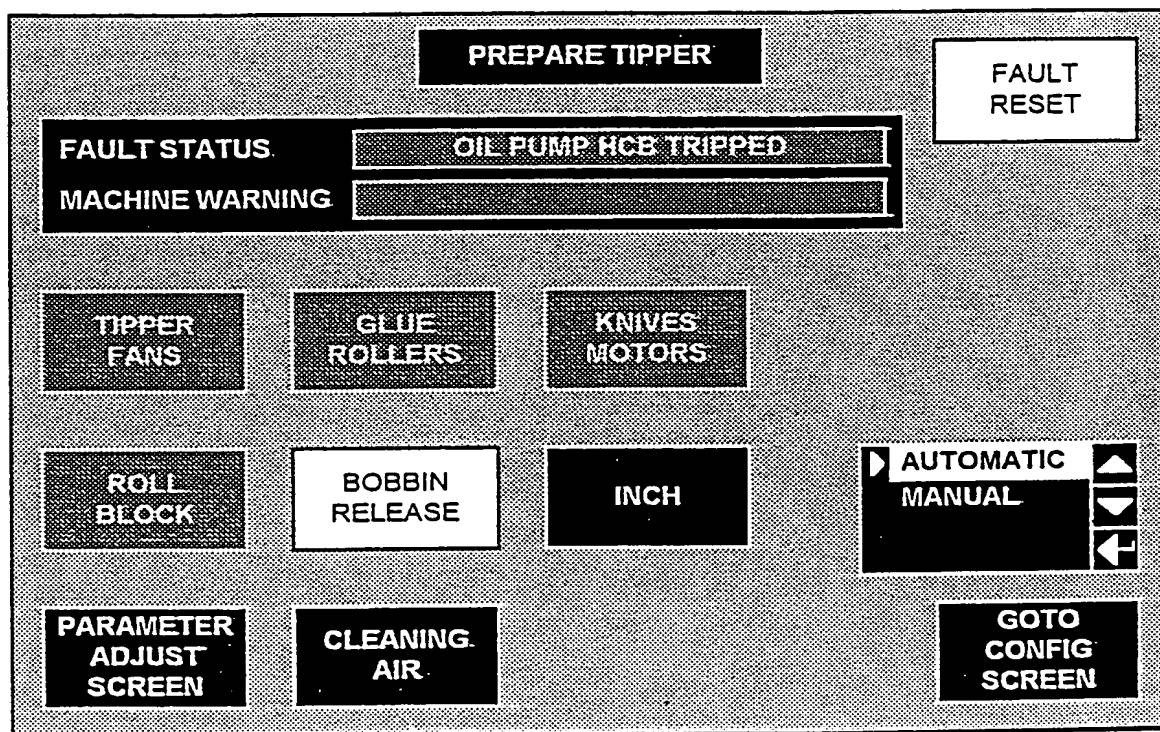 PREPARE TIPPER
FAULT
RESET
FAULT STATUS
OIL PUMP HCB TRIPPED
MACHINE WARNING
TIPPER
FANS
GLUE
ROLLERS
KNIVES
MOTORS
ROLL
BLOCK
BOBBIN
RELEASE
INCH
AUTOMATIC
MANUAL
PARAMETER
ADJUST
SCREEN
CLEANING
AIR
GOTO
CONFIG
SCREEN